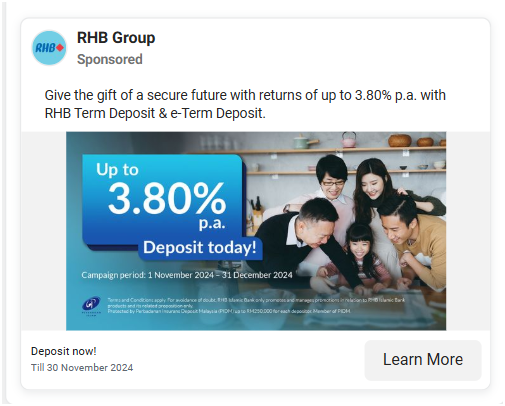 RHB
RHB Group
Sponsored
Give the gift of a secure future with returns of up to 3.80% p.a. with
RHB Term Deposit & e-Term Deposit.
Up to
3.80%
p.a.
Deposit today!
Campaign period: 1 November 2024 – 31 December 2024
Terms and Conditions apply. For avoidance of doubt, RHB Islamic Bank only promotes and manages promotions in relation to RHB Islamic Bank
products and its related proposition only.
Protected by Perbadanan Insurans Deposit Malaysia (PIDM) up to RM250,000 for each depositor. Member of PIDM
Deposit now!
Till 30 November 2024
Learn More